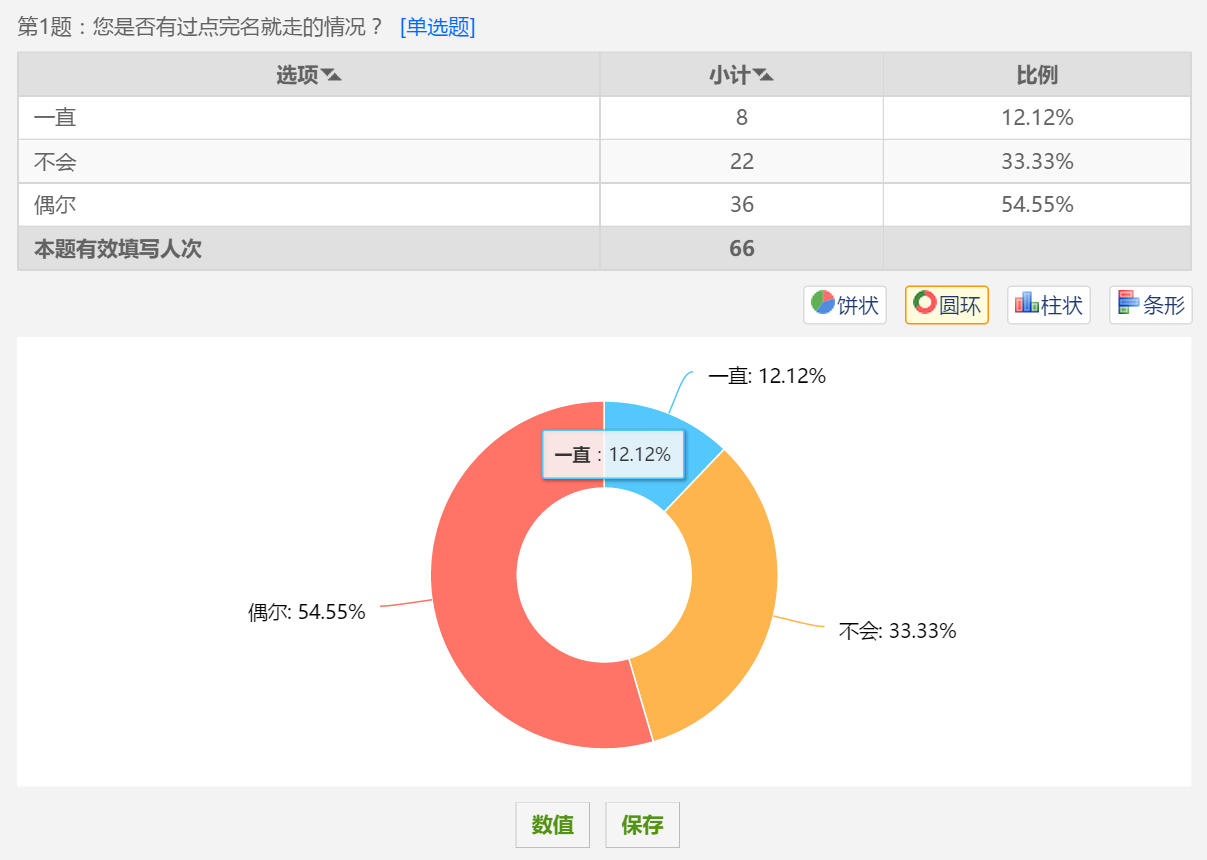 第1题：您是否有过点完名就走的情况？ [单选题]
选项 小计 比例
一直 8 12.12%
不会 22 33.33%
偶尔 36 54.55%
本题有效填写人次 66
饼状 圆环 柱状 条形
一直: 12.12%
一直 : 12.12%
偶尔: 54.55%
不会: 33.33%
数值 保存